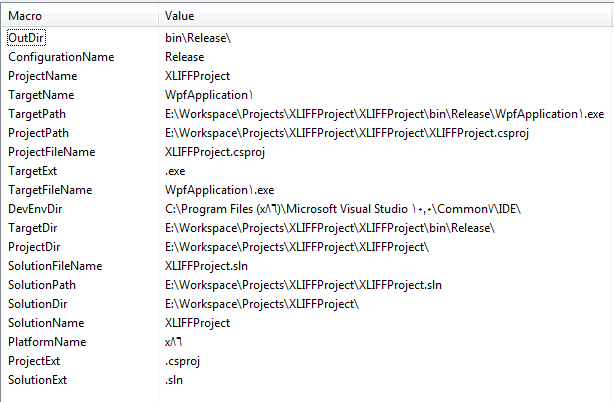 Macro Value
OutDir bin\Release\
ConfigurationName Release
ProjectName XLIFFProject
TargetName WpfApplication١
TargetPath E:\Workspace\Projects\XLIFFProject\XLIFFProject\bin\Release\WpfApplication١.exe
ProjectPath E:\Workspace\Projects\XLIFFProject\XLIFFProject\XLIFFProject.csproj
ProjectFileName XLIFFProject.csproj
TargetExt .exe
TargetFileName WpfApplication١.exe
DevEnvDir C:\Program Files (x٨٦)\Microsoft Visual Studio ١٠,٠\Common٧\IDE\
TargetDir E:\Workspace\Projects\XLIFFProject\XLIFFProject\bin\Release\
ProjectDir E:\Workspace\Projects\XLIFFProject\XLIFFProject\
SolutionFileName XLIFFProject.sln
SolutionPath E:\Workspace\Projects\XLIFFProject\XLIFFProject.sln
SolutionDir E:\Workspace\Projects\XLIFFProject\
SolutionName XLIFFProject
PlatformName x٨٦
ProjectExt .csproj
SolutionExt .sln